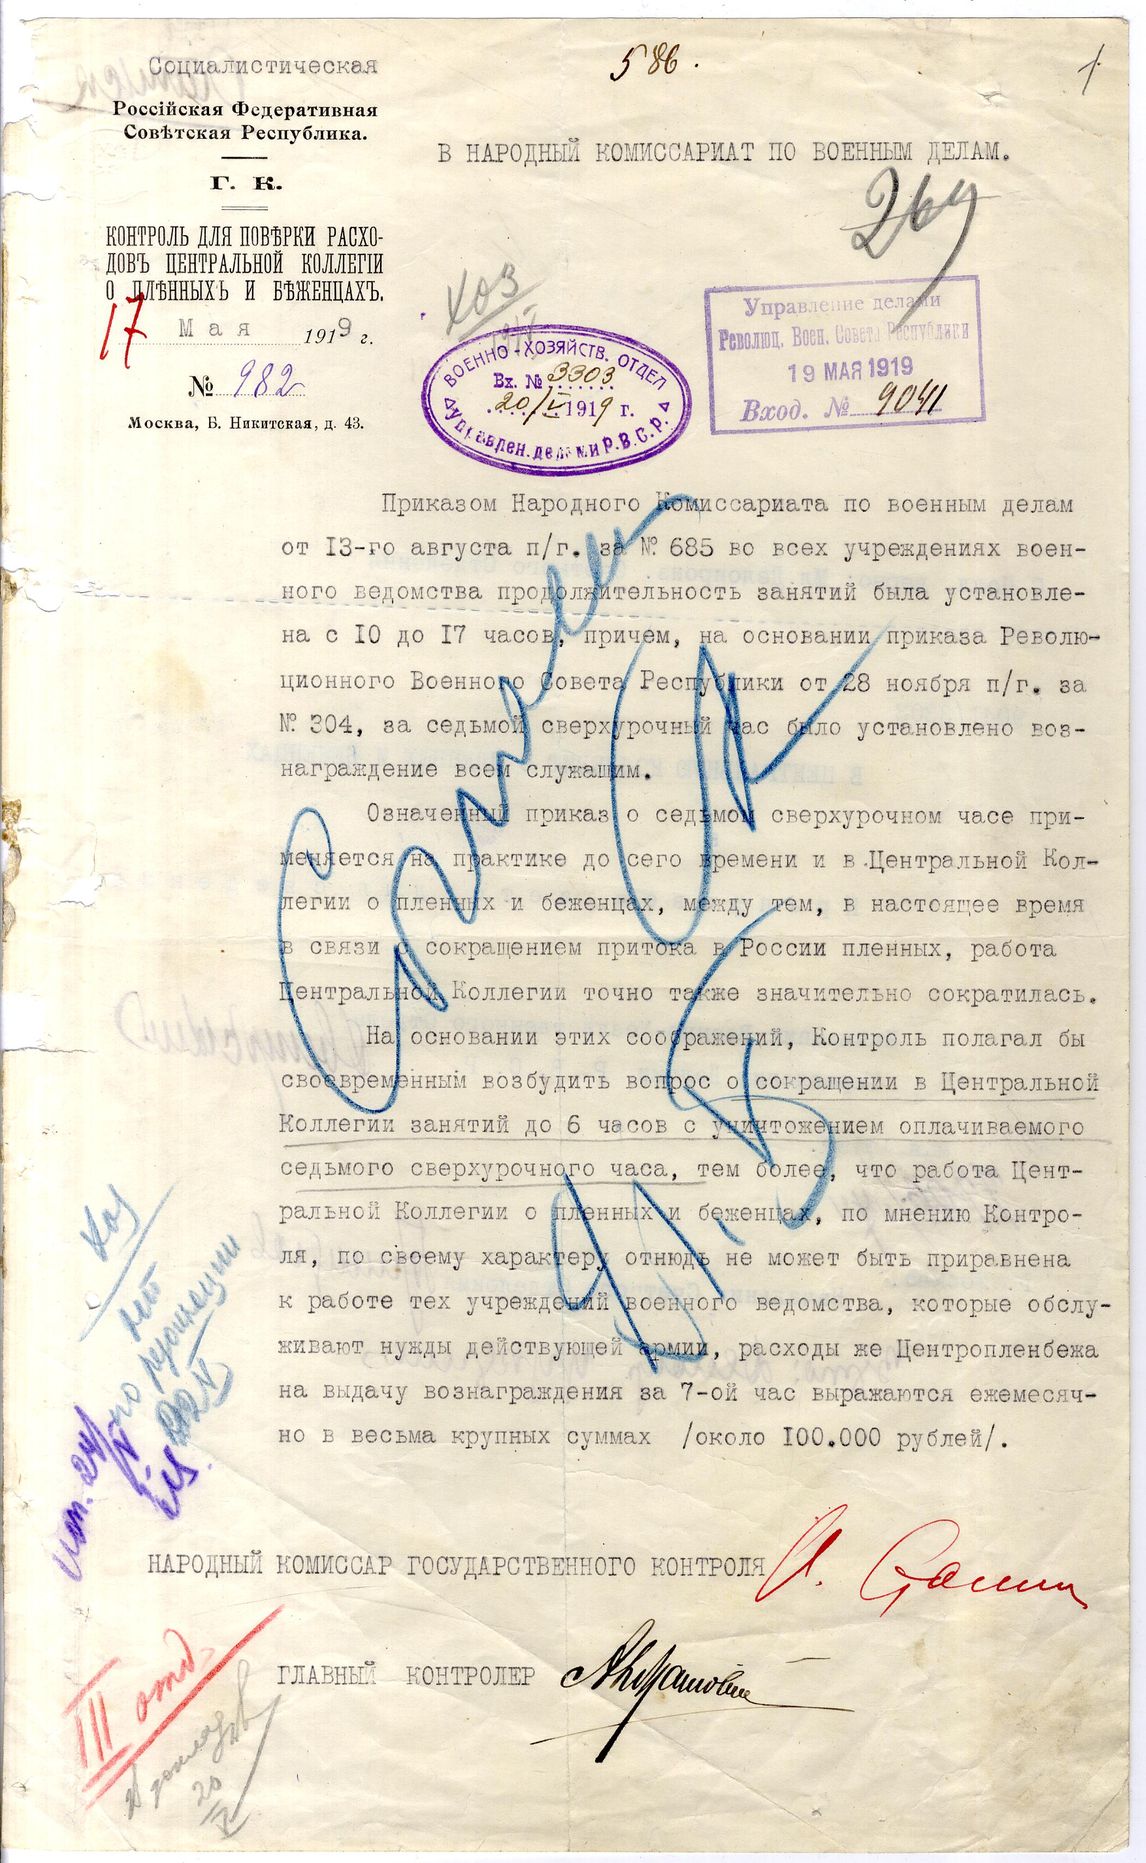 Социалистическая
Россійская Федеративная
Совѣтская Республика.
Г. К.
КОНТРОЛЬ ДЛЯ ПОВѢРКИ РАСХО-
ДОВЪ ЦЕНТРАЛЬНОЙ КОЛЛЕГІИ
О ПЛѢННЫХЪ И БѢЖЕНЦАХЪ.
17 Мая 1919 г.
№ 982
Москва, Б. Никитская, д. 43.
586.
1
В НАРОДНЫЙ КОМИССАРИАТ ПО ВОЕННЫМ ДЕЛАМ.
269
Хоз
ВОЕННО-ХОЗЯЙСТВ. ОТДЕЛ
Вх. № 3303
20/V 1919 г.
Управлен. делами Р.В.С.Р.
Управление делами
Революц. Воен. Совета Республики
19 МАЯ 1919
Вход. № 9041
Приказом Народного Комиссариата по военным делам
от 13-го августа п/г. за № 685 во всех учреждениях воен-
ного ведомства продолжительность занятий была установле-
на с 10 до 17 часов, причем, на основании приказа Револю-
ционного Военного Совета Республики от 28 ноября п/г. за
№ 304, за седьмой сверхурочный час было установлено воз-
награждение всем служащим.
Означенный приказ о седьмом сверхурочном часе при-
меняется на практике до сего времени и в Центральной Кол-
легии о пленных и беженцах, между тем, в настоящее время
в связи с сокращением притока в России пленных, работа
Центральной Коллегии точно также значительно сократилась.
На основании этих соображений, Контроль полагал бы
своевременным возбудить вопрос о сокращении в Центральной
Коллегии занятий до 6 часов с уничтожением оплачиваемого
седьмого сверхурочного часа, тем более, что работа Цент-
ральной Коллегии о пленных и беженцах, по мнению Контро-
ля, по своему характеру отнюдь не может быть приравнена
к работе тех учреждений военного ведомства, которые обслу-
живают нужды действующей армии, расходы же Центропленбежа
на выдачу вознаграждения за 7-ой час выражаются ежемесяч-
но в весьма крупных суммах /около 100.000 рублей/.
Хоз
НАРОДНЫЙ КОМИССАР ГОСУДАРСТВЕННОГО КОНТРОЛЯ И. Сталин
ГЛАВНЫЙ КОНТРОЛЕР
III отд
20
V